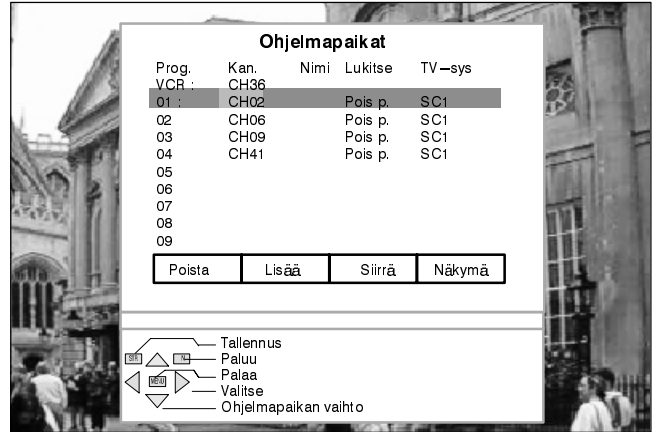 Ohjelmapaikat
Prog. Kan. Nimi Lukitse TV-sys
VCR : CH36
01 : CH02 Pois p. SC1
02 CH06 Pois p. SC1
03 CH09 Pois p. SC1
04 CH41 Pois p. SC1
05
06
07
08
09
Poista Lisää Siirrä Näkymä
Tallennus
STR N Paluu
Palaa
MENU Valitse
Ohjelmapaikan vaihto